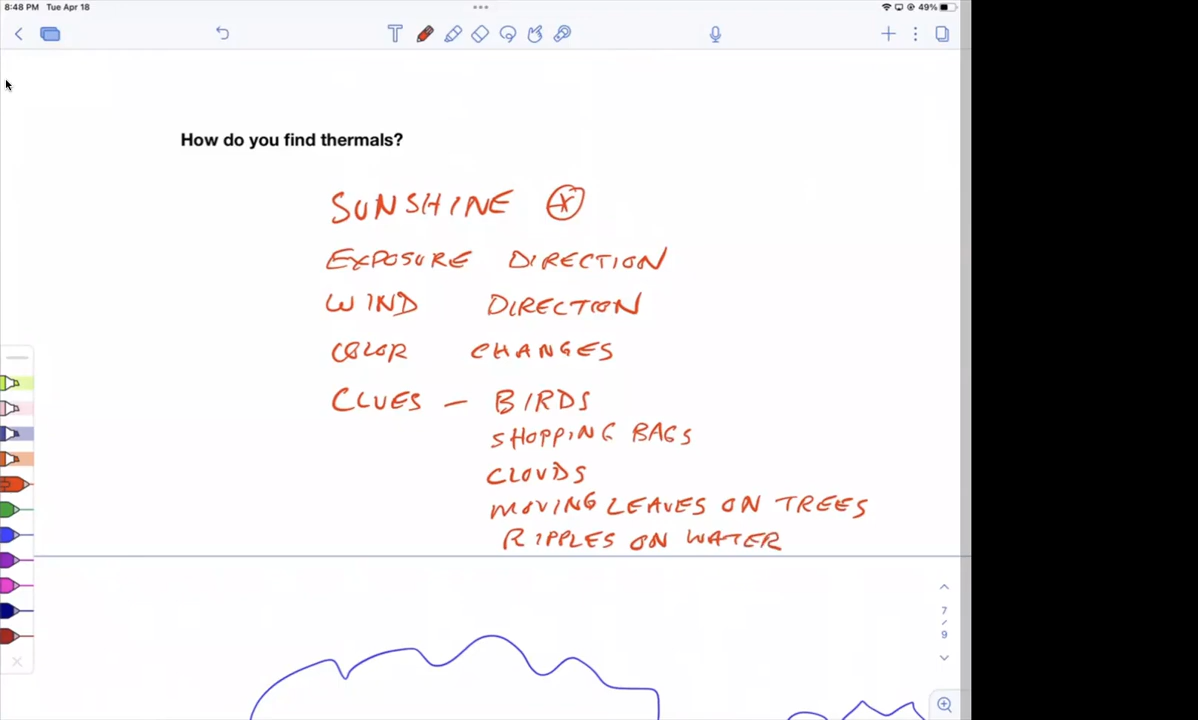 8:48 PM Tue Apr 18
49%
How do you find thermals?
SUNSHINE
EXPOSURE DIRECTION
WIND DIRECTION
COLOR CHANGES
CLUES - BIRDS
SHOPPING BAGS
CLOUDS
MOVING LEAVES ON TREES
RIPPLES ON WATER
7
/
9